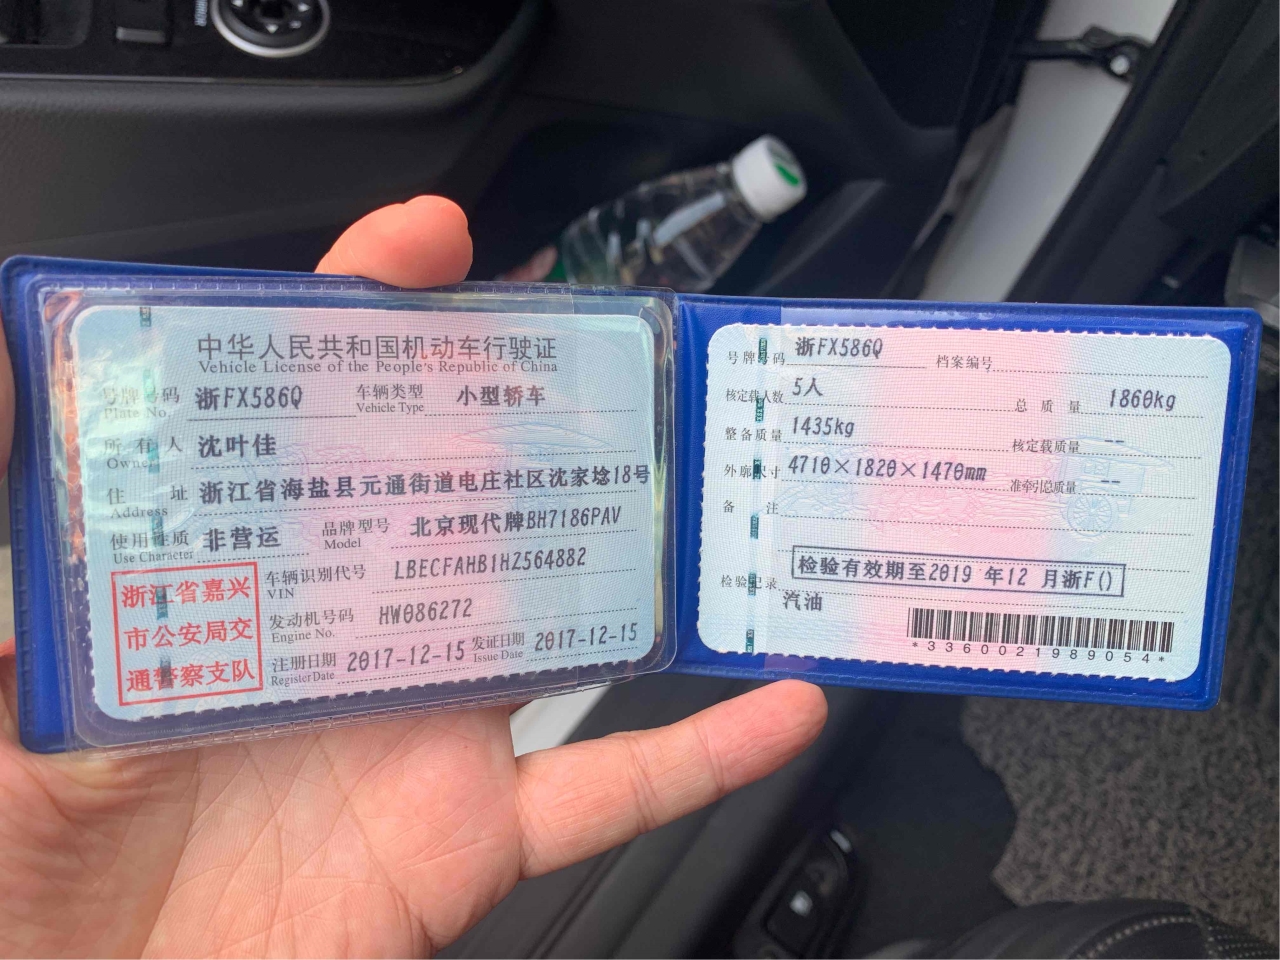 中华人民共和国机动车行驶证
Vehicle License of the People's Republic of China
号牌号码 浙FX586Q 车辆类型 小型轿车
Plate No. Vehicle Type
所有人 沈叶佳
Owner
住址 浙江省海盐县元通街道电庄社区沈家埝18号
Address
使用性质 非营运 品牌型号 北京现代牌BH7186PAV
Use Character Model
浙江省嘉兴
市公安局交
通警察支队
车辆识别代号 LBECFAHB1HZ564882
VIN
发动机号码 HW086272
Engine No.
注册日期 2017-12-15 发证日期 2017-12-15
Register Date Issue Date
号牌号码 浙FX586Q 档案编号
核定载人数 5人 总质量 1860kg
整备质量 1435kg 核定载质量 --
外廓尺寸 4710×1820×1470mm 准牵引总质量 --
备注
检验记录 检验有效期至2019 年12 月浙F()
汽油
*3360021989054*